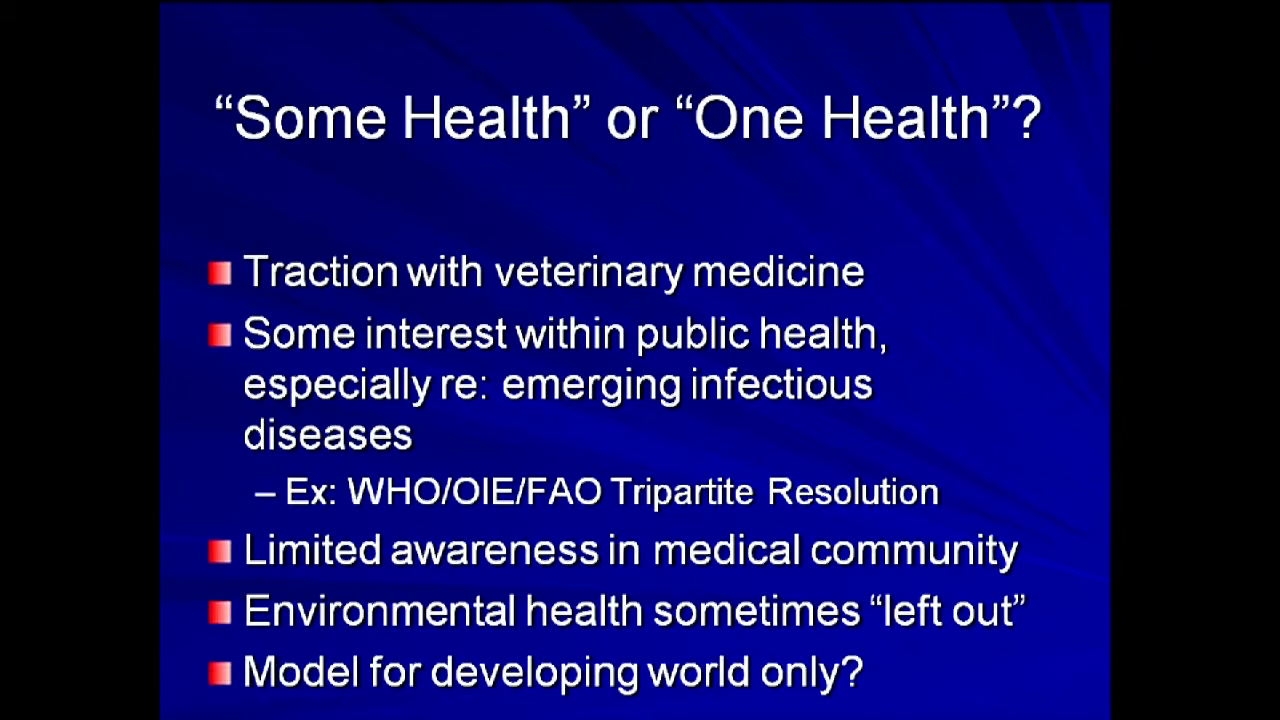 “Some Health” or “One Health”?
Traction with veterinary medicine
Some interest within public health,
especially re: emerging infectious
diseases
– Ex: WHO/OIE/FAO Tripartite Resolution
Limited awareness in medical community
Environmental health sometimes “left out”
Model for developing world only?